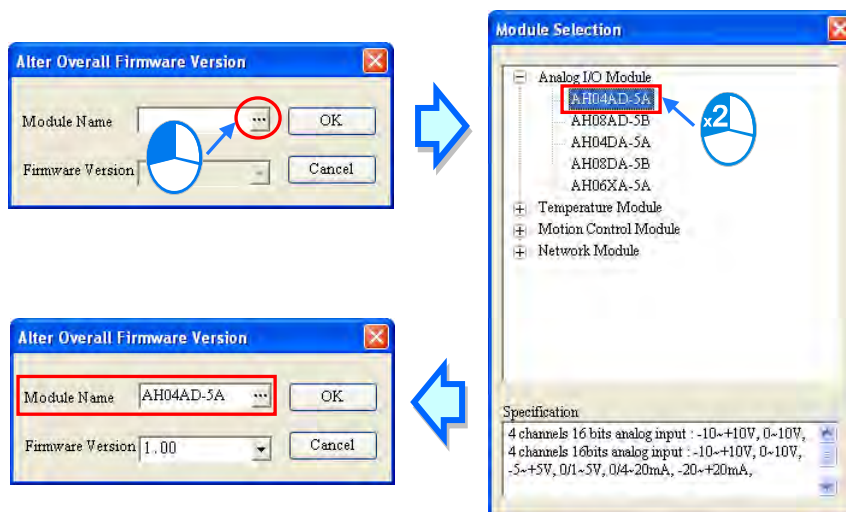 Alter Overall Firmware Version
Module Name ... OK
Firmware Version Cancel
Module Selection
Analog I/O Module
AH04AD-5A
AH08AD-5B
AH04DA-5A
AH08DA-5B
AH06XA-5A
Temperature Module
Motion Control Module
Network Module
x2
Specification
4 channels 16 bits analog input : -10~+10V, 0~10V,
4 channels 16bits analog input : -10~+10V, 0~10V,
-5~+5V, 0/1~5V, 0/4~20mA, -20~+20mA,
Alter Overall Firmware Version
Module Name AH04AD-5A ... OK
Firmware Version 1.00 Cancel